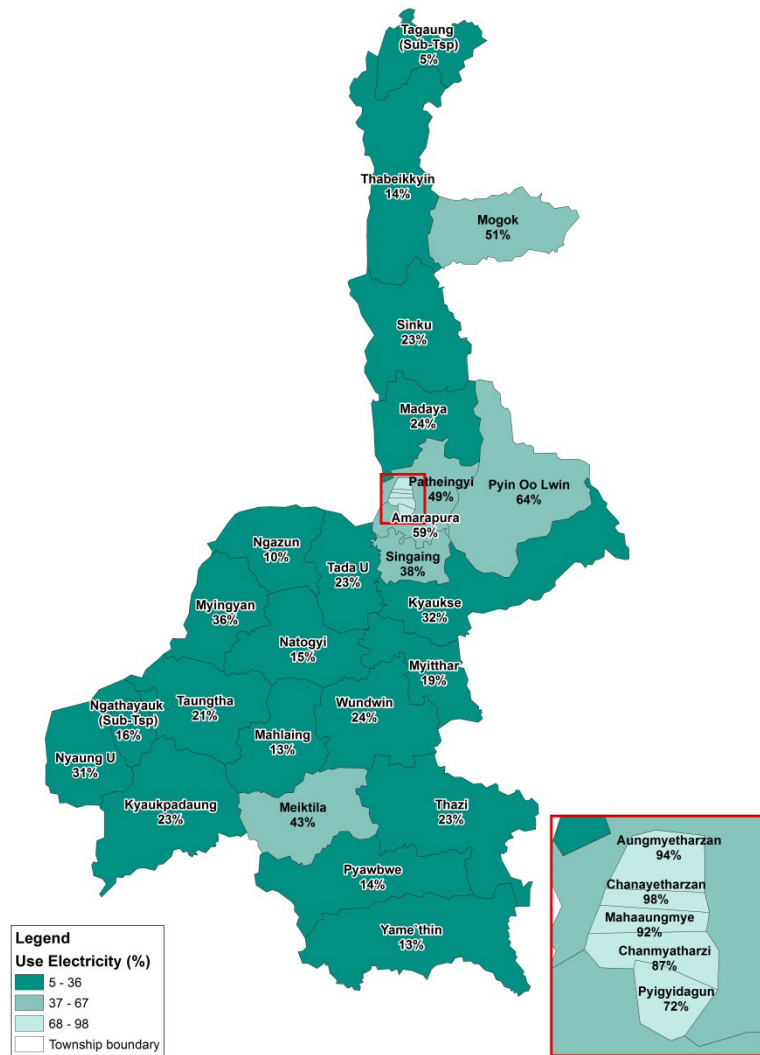 Tagaung
(Sub-Tsp)
5%
Thabeikkyin
14%
Mogok
51%
Sinku
23%
Madaya
24%
Patheingyi
49%
Pyin Oo Lwin
64%
Amarapura
59%
Ngazun
10%
Tada U
23%
Singaing
38%
Myingyan
36%
Kyaukse
32%
Natogyi
15%
Myitthar
19%
Ngathayauk
(Sub-Tsp)
16%
Taungtha
21%
Wundwin
24%
Mahlaing
13%
Nyaung U
31%
Kyaukpadaung
23%
Meiktila
43%
Thazi
23%
Pyawbwe
14%
Yame`thin
13%
Aungmyetharzan
94%
Chanayetharzan
98%
Mahaaungmye
92%
Chanmyatharzi
87%
Pyigyidagun
72%
Legend
Use Electricity (%)
5 - 36
37 - 67
68 - 98
Township boundary